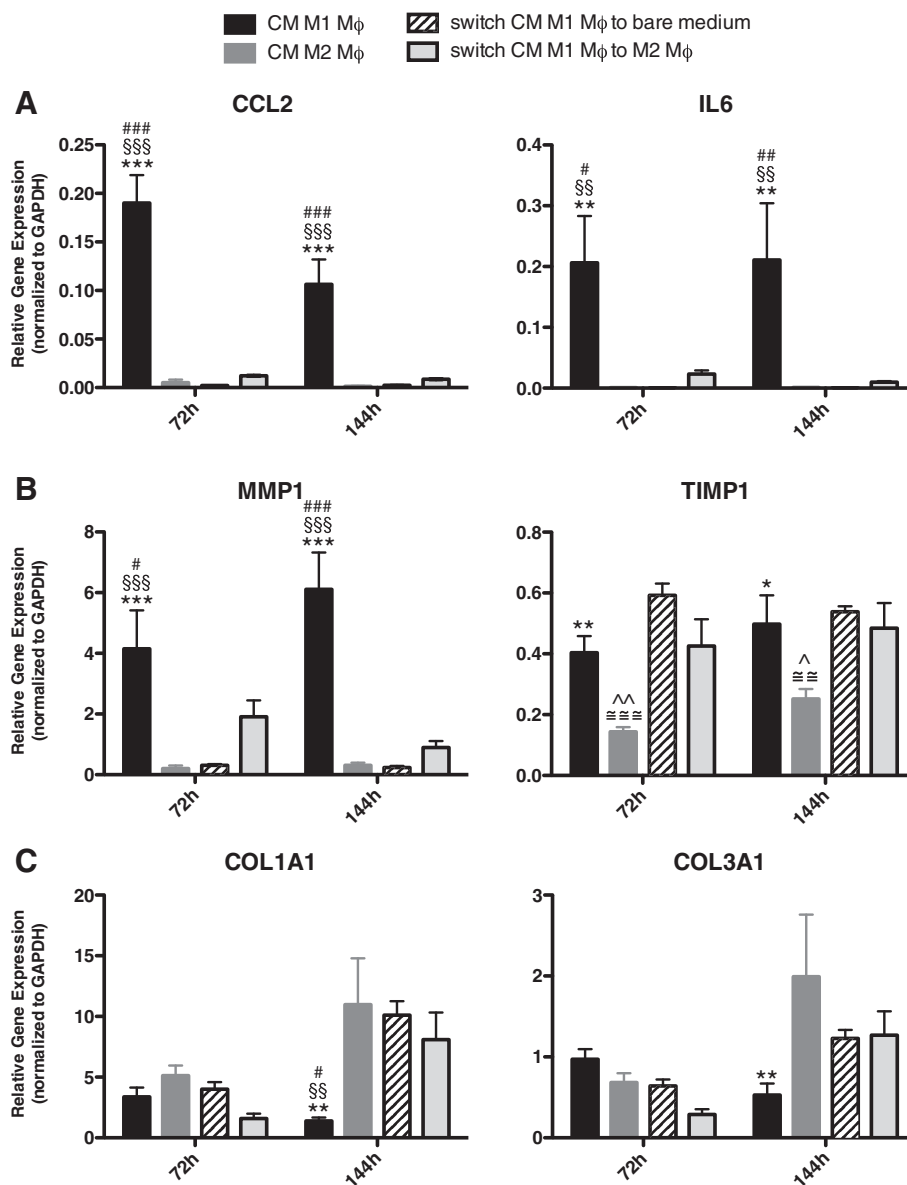 CM M1 Mϕ
switch CM M1 Mϕ to bare medium
CM M2 Mϕ
switch CM M1 Mϕ to M2 Mϕ
A
CCL2
IL6
Relative Gene Expression
(normalized to GAPDH)
0.25
0.20
0.15
0.10
0.05
0.00
###
§§§
***
###
§§§
***
72h
144h
0.4
0.3
0.2
0.1
0.0
#
§§
**
##
§§
**
72h
144h
B
MMP1
TIMP1
Relative Gene Expression
(normalized to GAPDH)
8
6
4
2
0
#
§§§
***
###
§§§
***
72h
144h
0.8
0.6
0.4
0.2
0.0
**
^^
≅≅≅
*
^
≅≅
72h
144h
C
COL1A1
COL3A1
Relative Gene Expression
(normalized to GAPDH)
20
15
10
5
0
#
§§
**
72h
144h
3
2
1
0
**
72h
144h